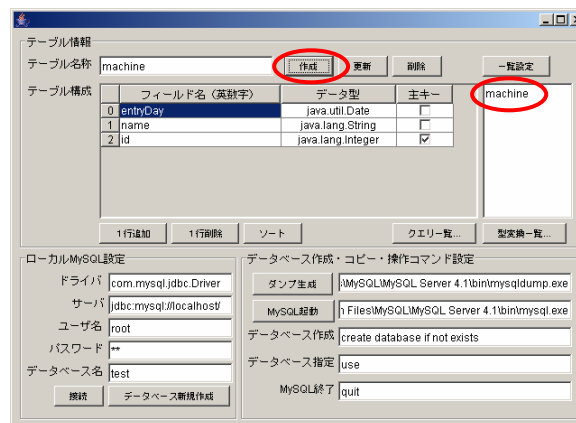 テーブル情報
テーブル名称 machine 作成 更新 削除 一覧設定
テーブル構成 フィールド名（英数字） データ型 主キー machine
0 entryDay java.util.Date
1 name java.lang.String
2 id java.lang.Integer
1行追加 1行削除 ソート クエリ一覧... 型変換一覧...
ローカルMySQL設定
ドライバ com.mysql.jdbc.Driver
サーバ jdbc:mysql://localhost/
ユーザ名 root
パスワード **
データベース名 test
接続 データベース新規作成
データベース作成・コピー・操作コマンド設定
ダンプ生成 :\MySQL\MySQL Server 4.1\bin\mysqldump.exe
MySQL起動 n Files\MySQL\MySQL Server 4.1\bin\mysql.exe
データベース作成 create database if not exists
データベース指定 use
MySQL終了 quit